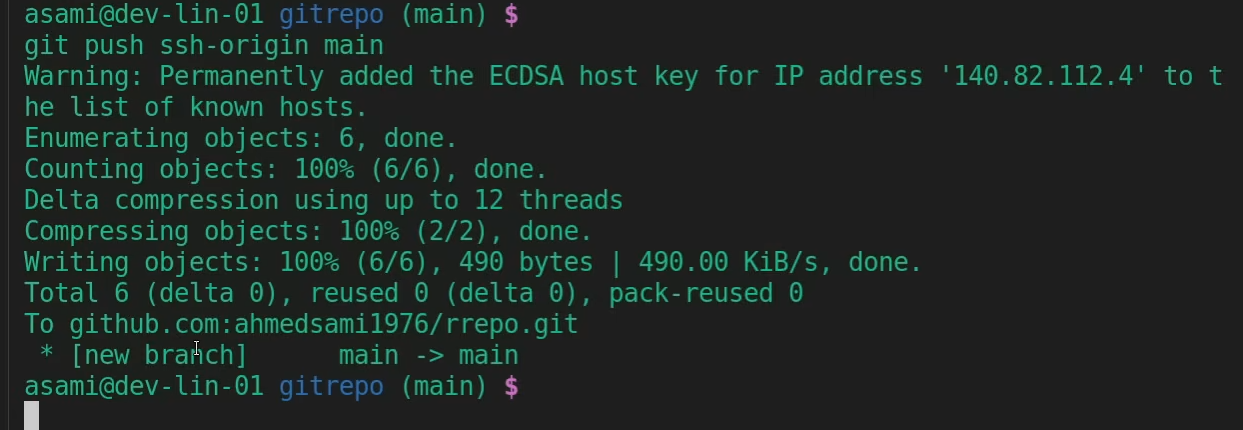 asami@dev-lin-01 gitrepo (main) $
git push ssh-origin main
Warning: Permanently added the ECDSA host key for IP address '140.82.112.4' to t
he list of known hosts.
Enumerating objects: 6, done.
Counting objects: 100% (6/6), done.
Delta compression using up to 12 threads
Compressing objects: 100% (2/2), done.
Writing objects: 100% (6/6), 490 bytes | 490.00 KiB/s, done.
Total 6 (delta 0), reused 0 (delta 0), pack-reused 0
To github.com:ahmedsami1976/rrepo.git
 * [new branch]      main -> main
asami@dev-lin-01 gitrepo (main) $